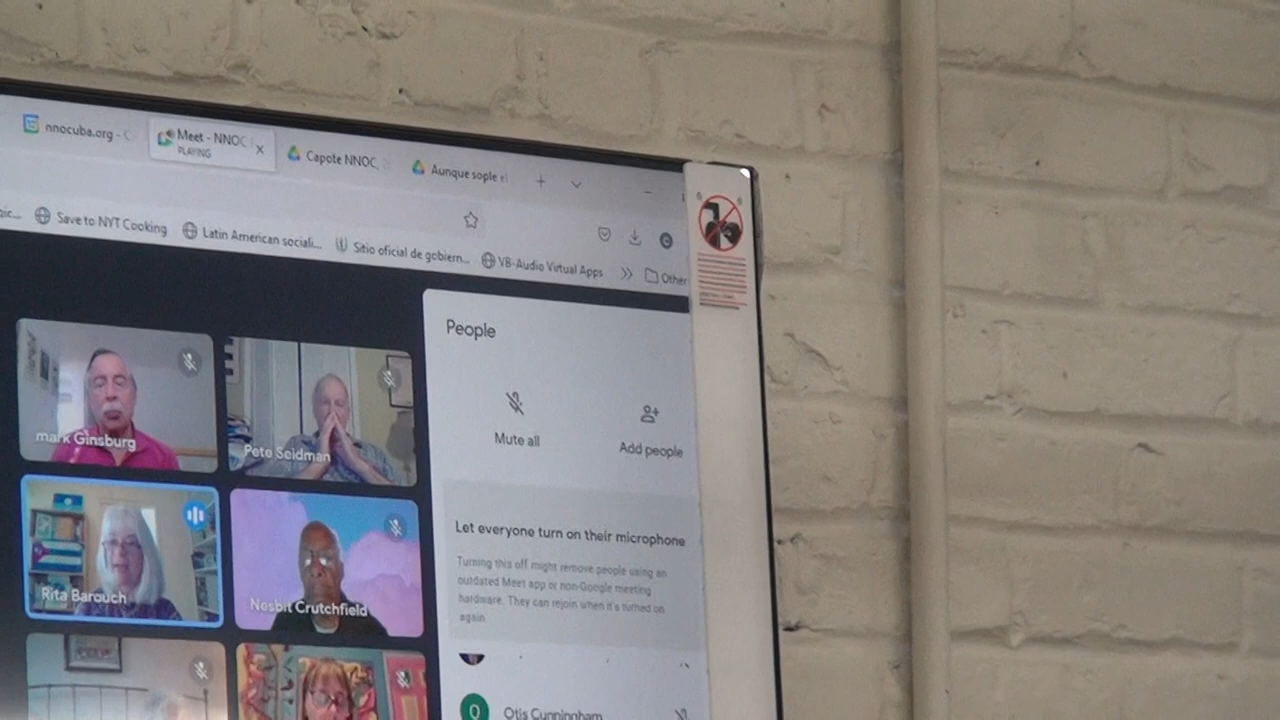 nnocuba.org - C
Meet - NNOC
PLAYING
Capote NNOC,
Aunque sople el
Save to NYT Cooking
Latin American sociali...
Sitio oficial de gobiern...
VB-Audio Virtual Apps
Other
People
Mute all
Add people
Let everyone turn on their microphone
Turning this off might remove people using an
outdated Meet app or non-Google meeting
hardware. They can rejoin when it's turned on
again
mark Ginsburg
Pete Seidman
Rita Barouch
Nesbit Crutchfield
Otis Cunningham